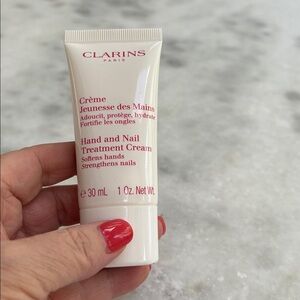 CLARINS
PARIS
Crème
Jeunesse des Mains
Adoucit, protège, hydrate
Fortifie les ongles
Hand and Nail
Treatment Cream
Softens hands
Strengthens nails
e 30 mL 1 Oz. Net Wt.